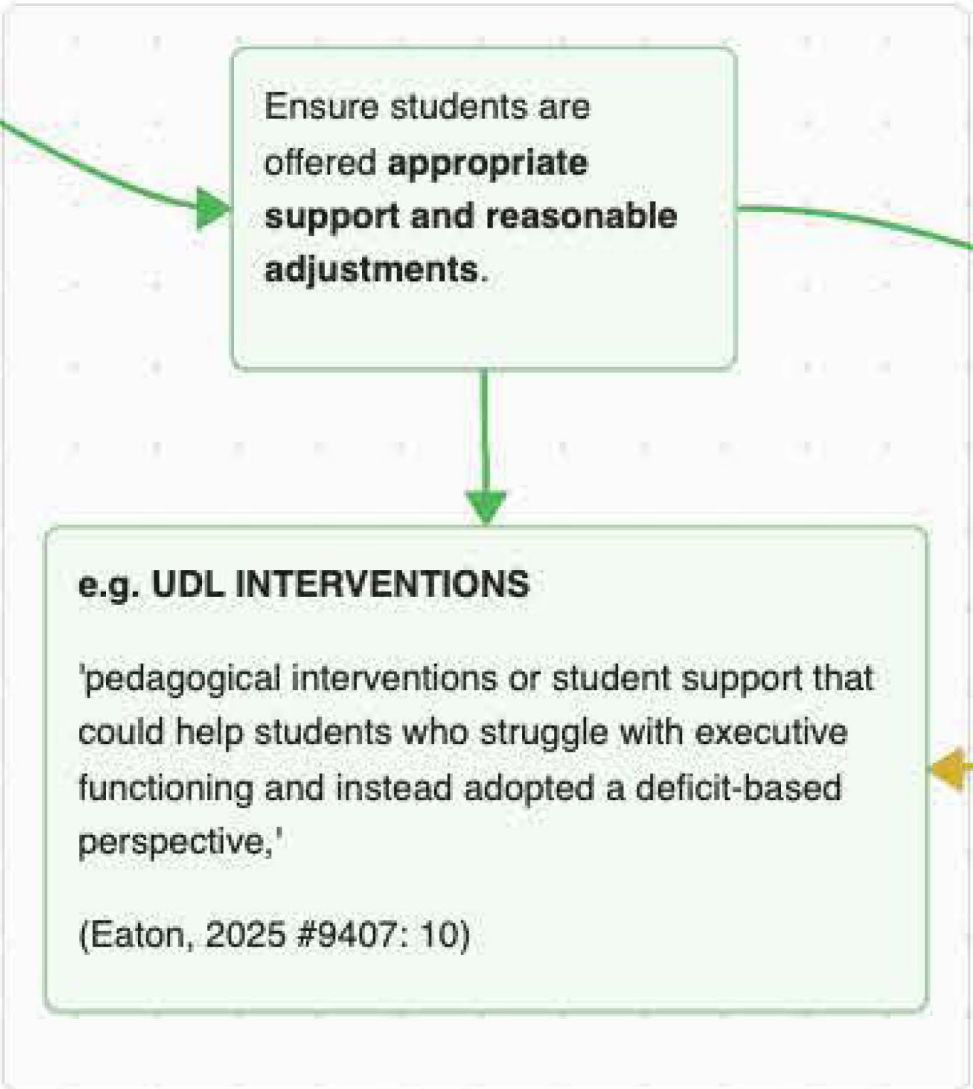 Ensure students are
offered appropriate
support and reasonable
adjustments.
e.g. UDL INTERVENTIONS
'pedagogical interventions or student support that
could help students who struggle with executive
functioning and instead adopted a deficit-based
perspective,'
(Eaton, 2025 #9407: 10)